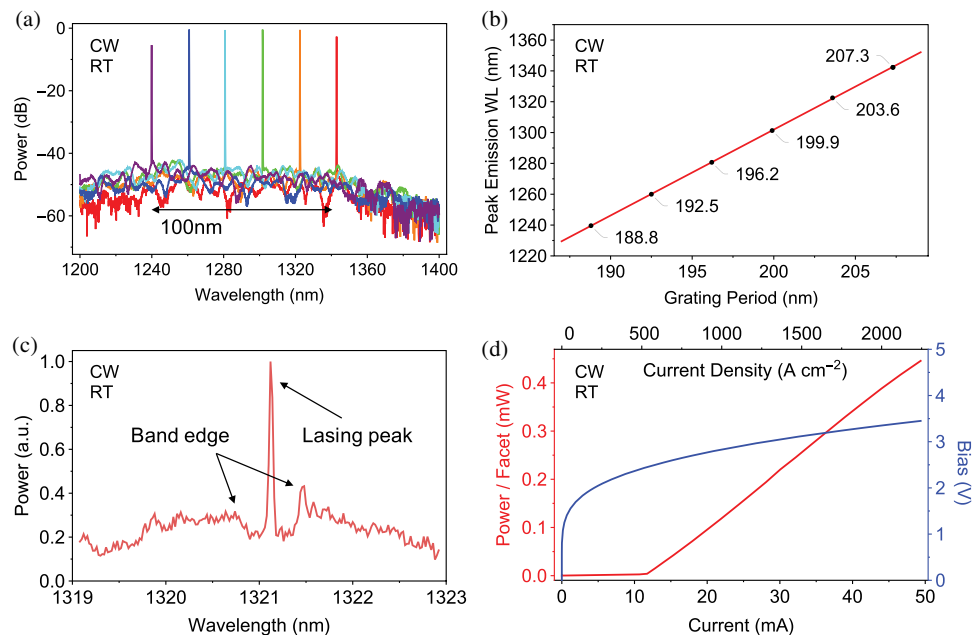 (a)
CW
RT
Power (dB)
0
−20
−40
−60
100nm
1200
1240
1280
1320
1360
1400
Wavelength (nm)
(b)
CW
RT
Peak Emission WL (nm)
1360
1340
1320
1300
1280
1260
1240
1220
207.3
203.6
199.9
196.2
192.5
188.8
190
195
200
205
Grating Period (nm)
(c)
CW
RT
Power (a.u.)
1.0
0.8
0.6
0.4
0.2
0.0
Band edge
Lasing peak
1319
1320
1321
1322
1323
Wavelength (nm)
(d)
0
500
1000
1500
2000
Current Density (A cm⁻²)
CW
RT
Power / Facet (mW)
0.4
0.3
0.2
0.1
0.0
5
4
3
2
1
0
Bias (V)
0
10
20
30
40
50
Current (mA)